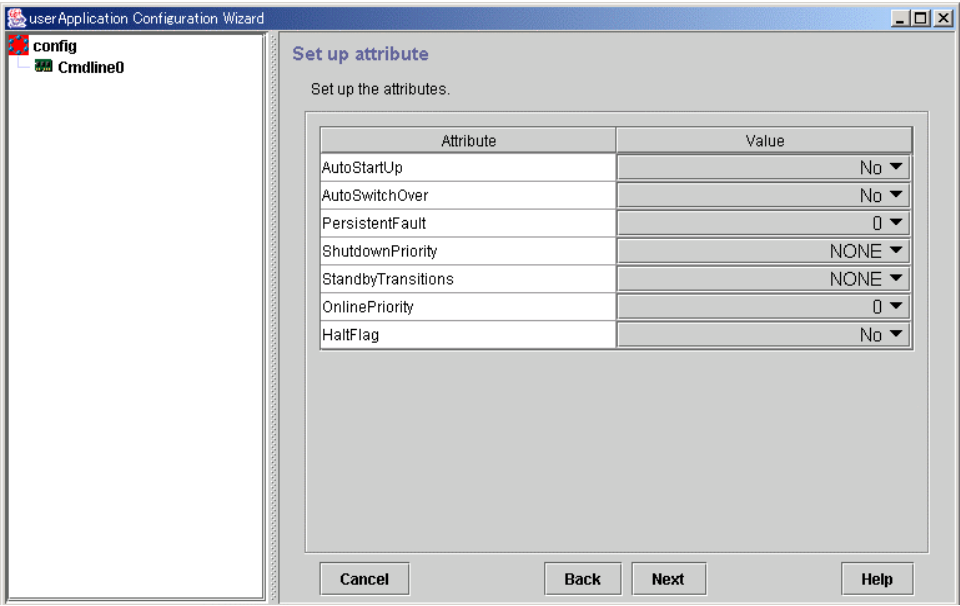 userApplication Configuration Wizard
config
Cmdline0
Set up attribute
Set up the attributes.
Attribute Value
AutoStartUp No
AutoSwitchOver No
PersistentFault 0
ShutdownPriority NONE
StandbyTransitions NONE
OnlinePriority 0
HaltFlag No
Cancel Back Next Help